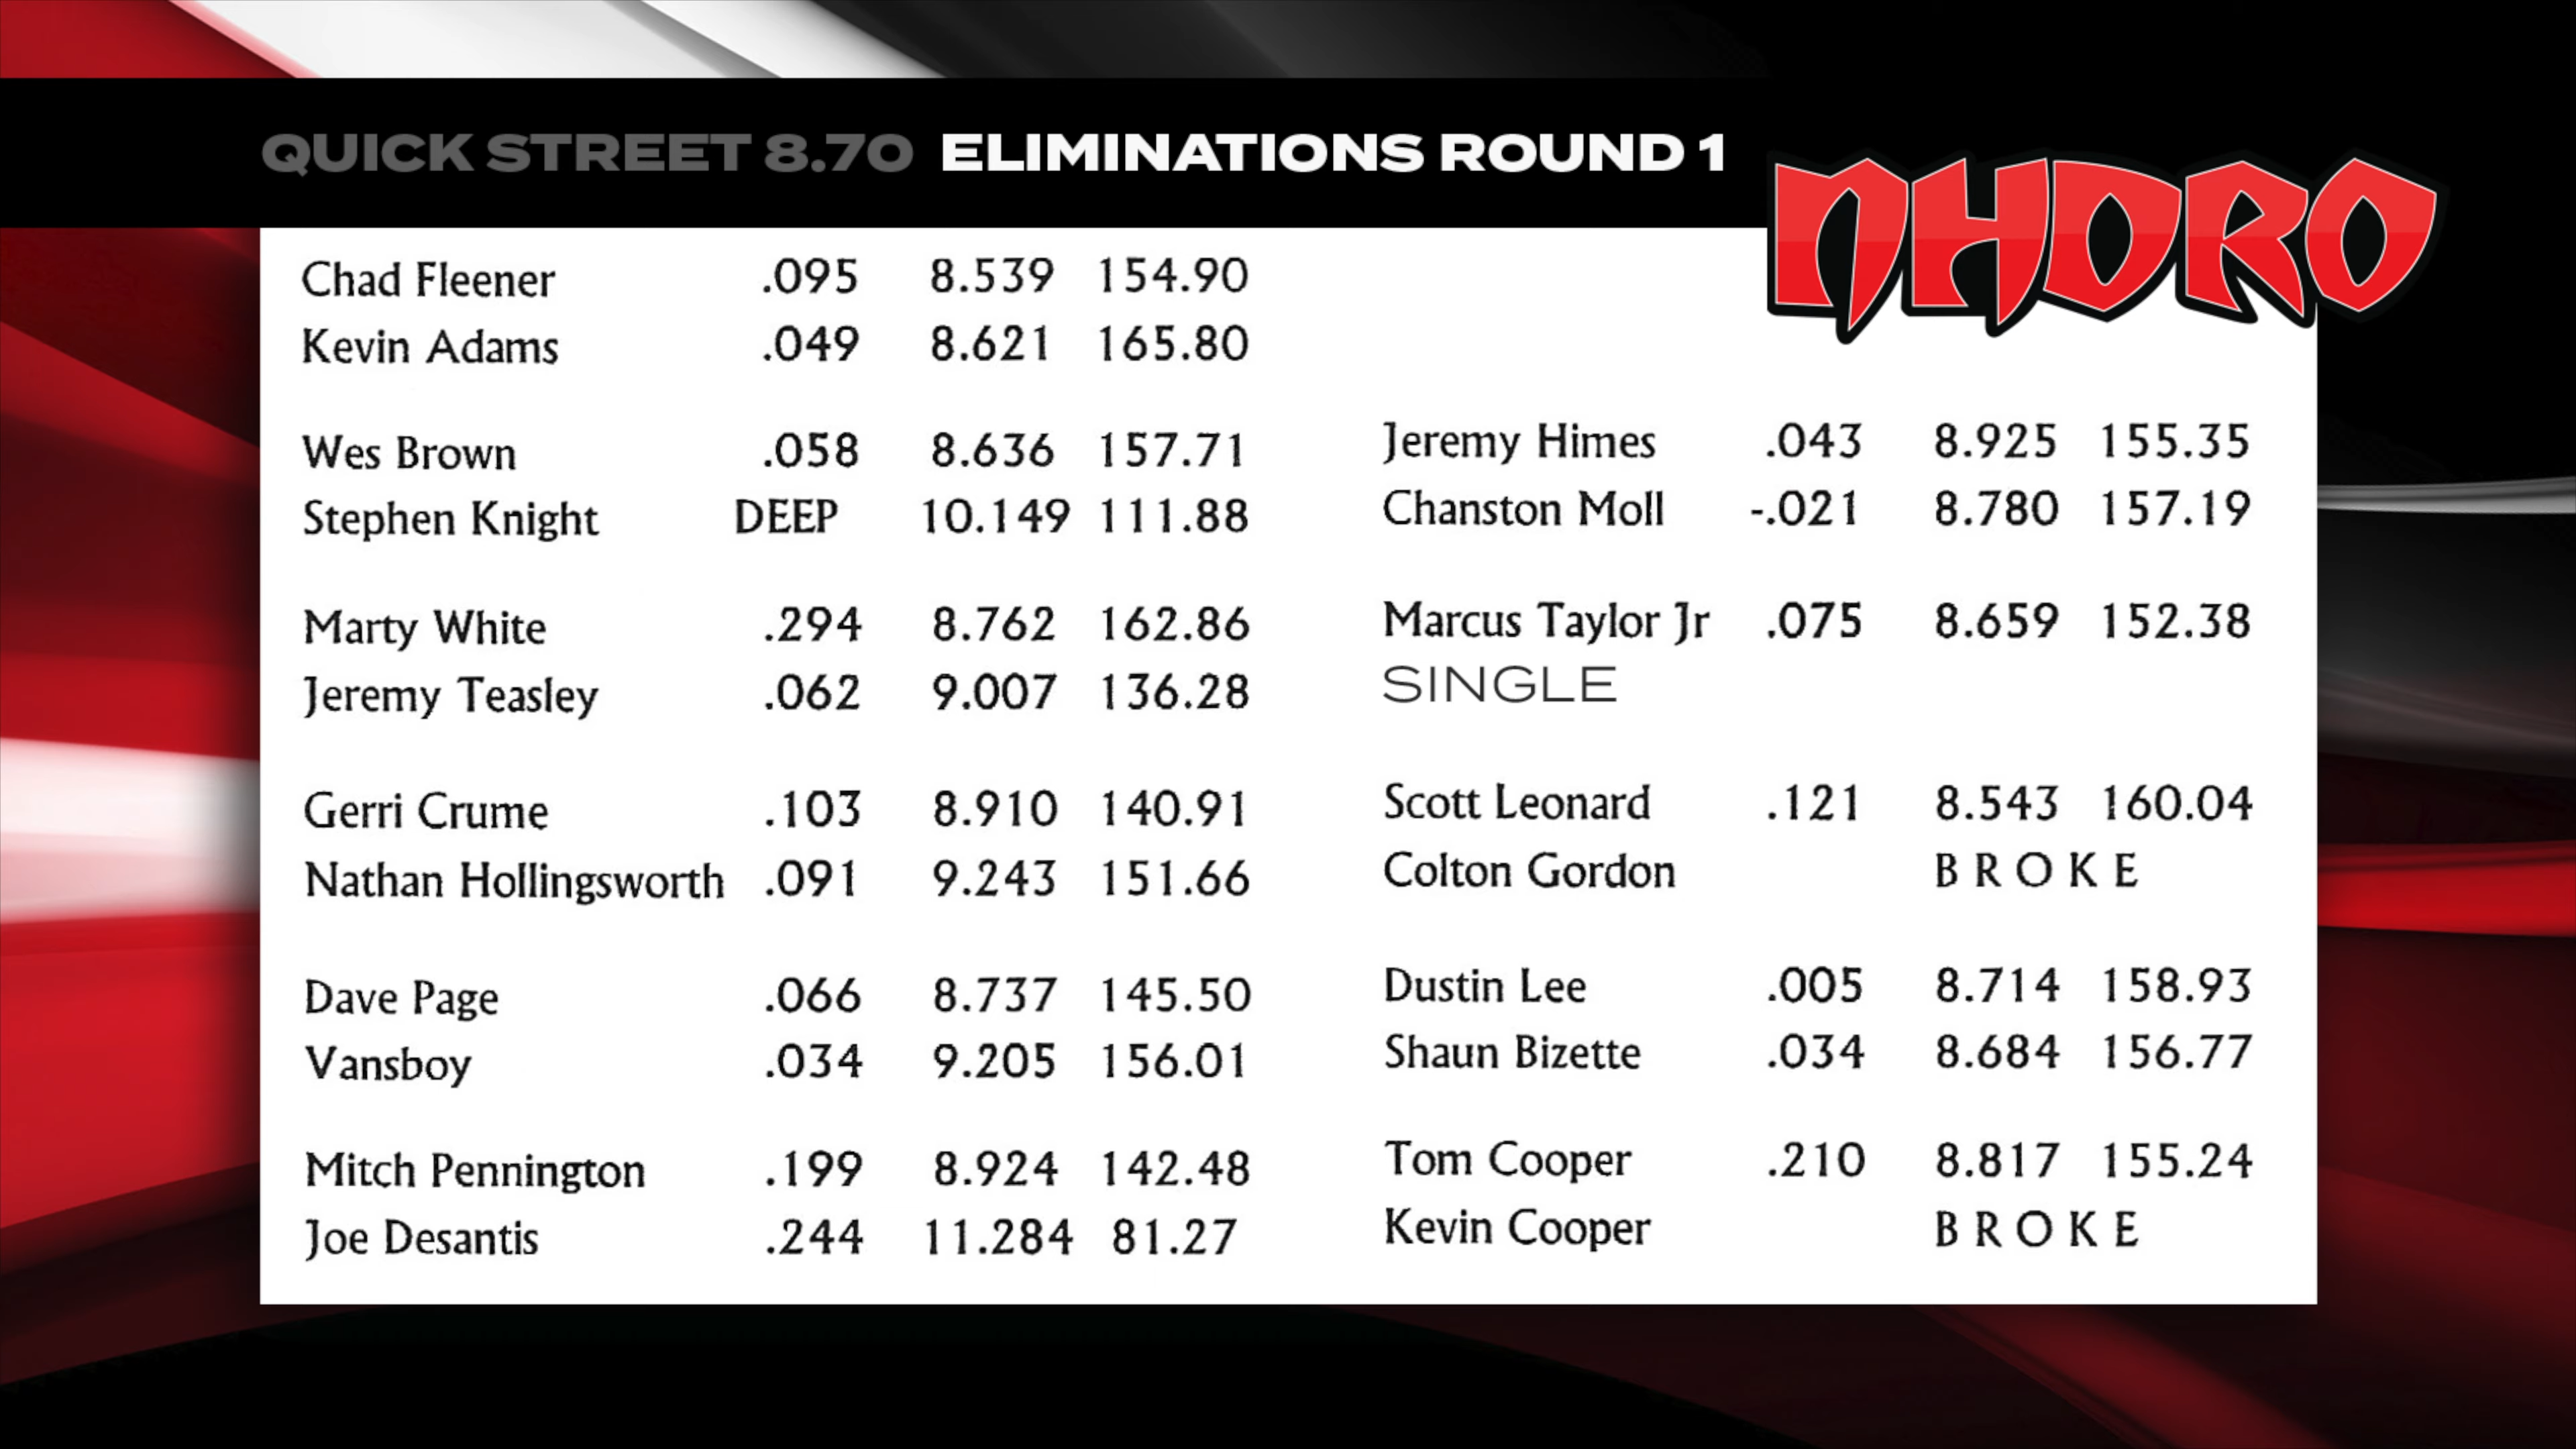 QUICK STREET 8.70 ELIMINATIONS ROUND 1
NHDRO
Chad Fleener .095 8.539 154.90
Kevin Adams .049 8.621 165.80
Wes Brown .058 8.636 157.71
Stephen Knight DEEP 10.149 111.88
Marty White .294 8.762 162.86
Jeremy Teasley .062 9.007 136.28
Gerri Crume .103 8.910 140.91
Nathan Hollingsworth .091 9.243 151.66
Dave Page .066 8.737 145.50
Vansboy .034 9.205 156.01
Mitch Pennington .199 8.924 142.48
Joe Desantis .244 11.284 81.27
Jeremy Himes .043 8.925 155.35
Chanston Moll -.021 8.780 157.19
Marcus Taylor Jr .075 8.659 152.38
SINGLE
Scott Leonard .121 8.543 160.04
Colton Gordon B R O K E
Dustin Lee .005 8.714 158.93
Shaun Bizette .034 8.684 156.77
Tom Cooper .210 8.817 155.24
Kevin Cooper B R O K E